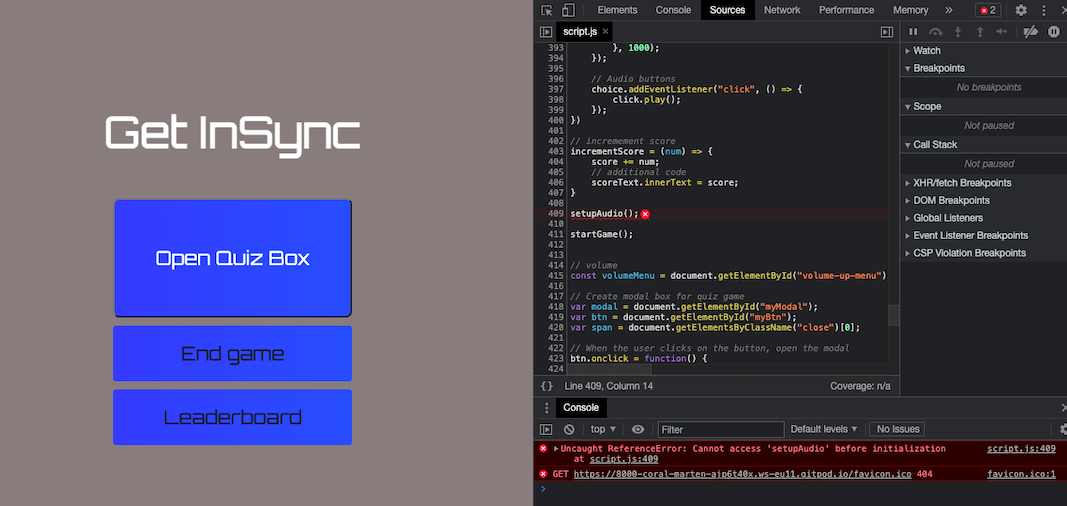 Get InSync
Open Quiz Box
End game
Leaderboard
Elements Console Sources Network Performance Memory » 2
script.js ×
393 }, 1000);
394 });
395
396 // Audio buttons
397 choice.addEventListener("click", () => {
398 click.play();
399 });
400 })
401
402 // incremement score
403 incrementScore = (num) => {
404 score += num;
405 // additional code
406 scoreText.innerText = score;
407 }
408
409 setupAudio();
410
411 startGame();
412
413
414 // volume
415 const volumeMenu = document.getElementById("volume-up-menu")
416
417 // Create modal box for quiz game
418 var modal = document.getElementById("myModal");
419 var btn = document.getElementById("myBtn");
420 var span = document.getElementsByClassName("close")[0];
421
422 // When the user clicks on the button, open the modal
423 btn.onclick = function() {
424
{} Line 409, Column 14 Coverage: n/a
Watch
Breakpoints
No breakpoints
Scope
Not paused
Call Stack
Not paused
XHR/fetch Breakpoints
DOM Breakpoints
Global Listeners
Event Listener Breakpoints
CSP Violation Breakpoints
Console
top ▼ Filter Default levels ▼ No Issues
Uncaught ReferenceError: Cannot access 'setupAudio' before initialization script.js:409
at script.js:409
GET https://8000-coral-marten-ajp6t40x.ws-eu11.gitpod.io/favicon.ico 404 favicon.ico:1
>